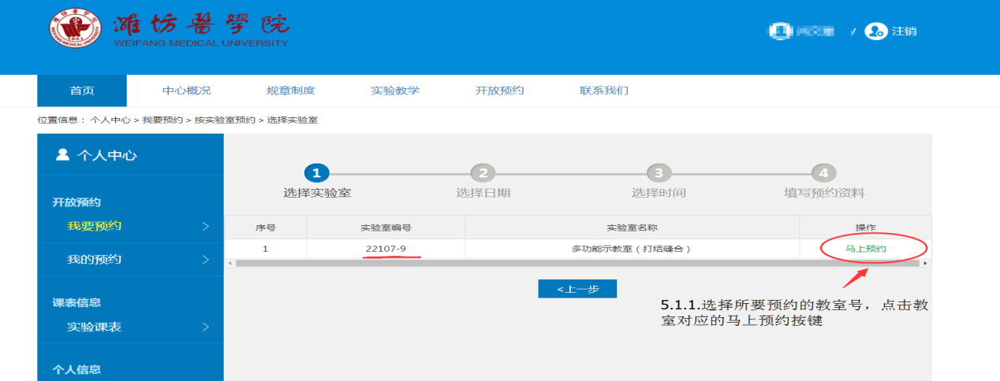 濰坊醫學院
WEIFANG MEDICAL UNIVERSITY
/ 注销
首页 中心概况 规章制度 实验教学 开放预约 联系我们
位置信息： 个人中心 > 我要预约 > 按实验室预约 > 选择实验室
个人中心
1 2 3 4
选择实验室 选择日期 选择时间 填写预约资料
开放预约
我要预约 >
序号 实验室编号 实验室名称 操作
1 22107-9 多功能示教室（打结缝合） 马上预约
我的预约 >
<上一步
课表信息
5.1.1.选择所要预约的教室号，点击教
室对应的马上预约按键
实验课表 >
个人信息